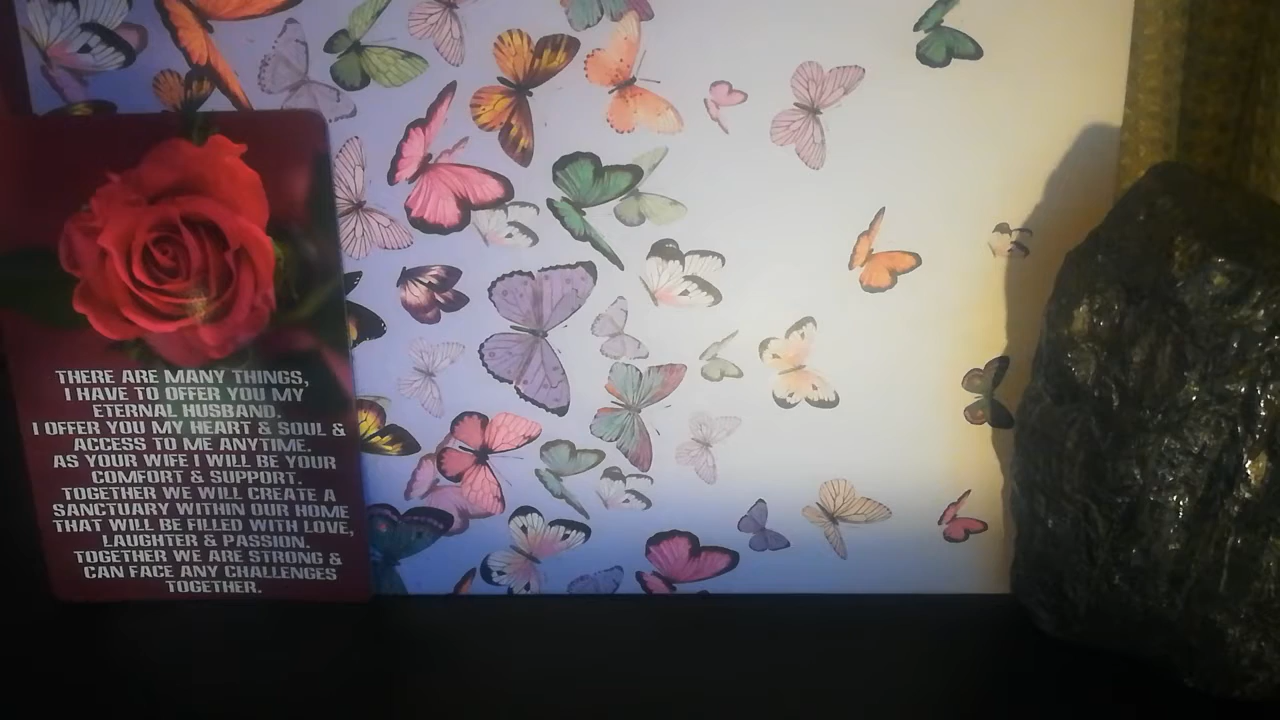 THERE ARE MANY THINGS,
I HAVE TO OFFER YOU MY
ETERNAL HUSBAND.
I OFFER YOU MY HEART & SOUL &
ACCESS TO ME ANYTIME.
AS YOUR WIFE I WILL BE YOUR
COMFORT & SUPPORT.
TOGETHER WE WILL CREATE A
SANCTUARY WITHIN OUR HOME
THAT WILL BE FILLED WITH LOVE,
LAUGHTER & PASSION.
TOGETHER WE ARE STRONG &
CAN FACE ANY CHALLENGES
TOGETHER.